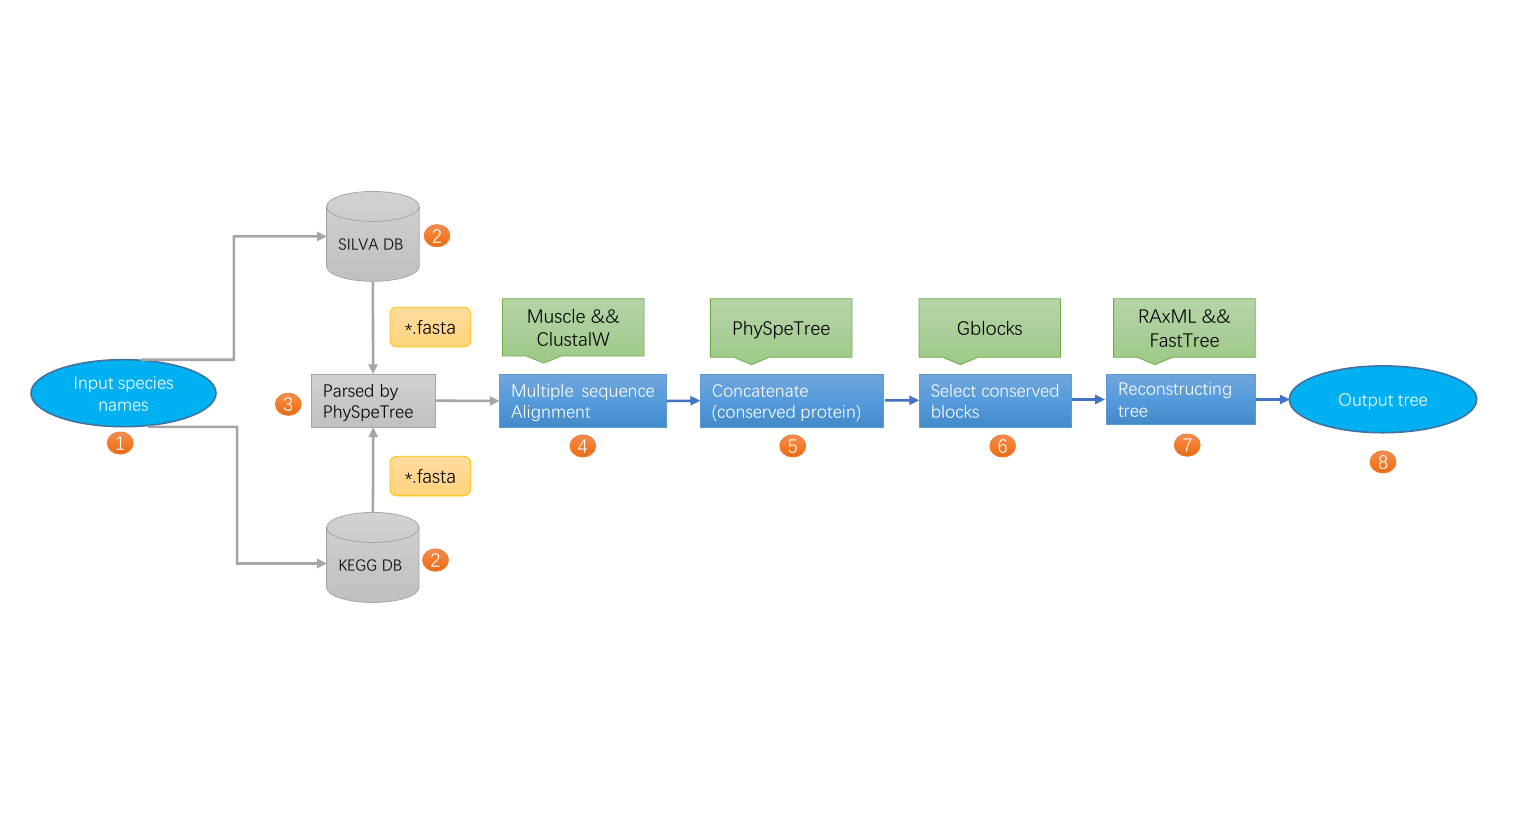 SILVA DB
2
*.fasta
Input species
names
1
3
Parsed by
PhySpeTree
*.fasta
KEGG DB
2
Muscle &&
ClustalW
Multiple sequence
Alignment
4
PhySpeTree
Concatenate
(conserved protein)
5
Gblocks
Select conserved
blocks
6
RAxML &&
FastTree
Reconstructing
tree
7
Output tree
8